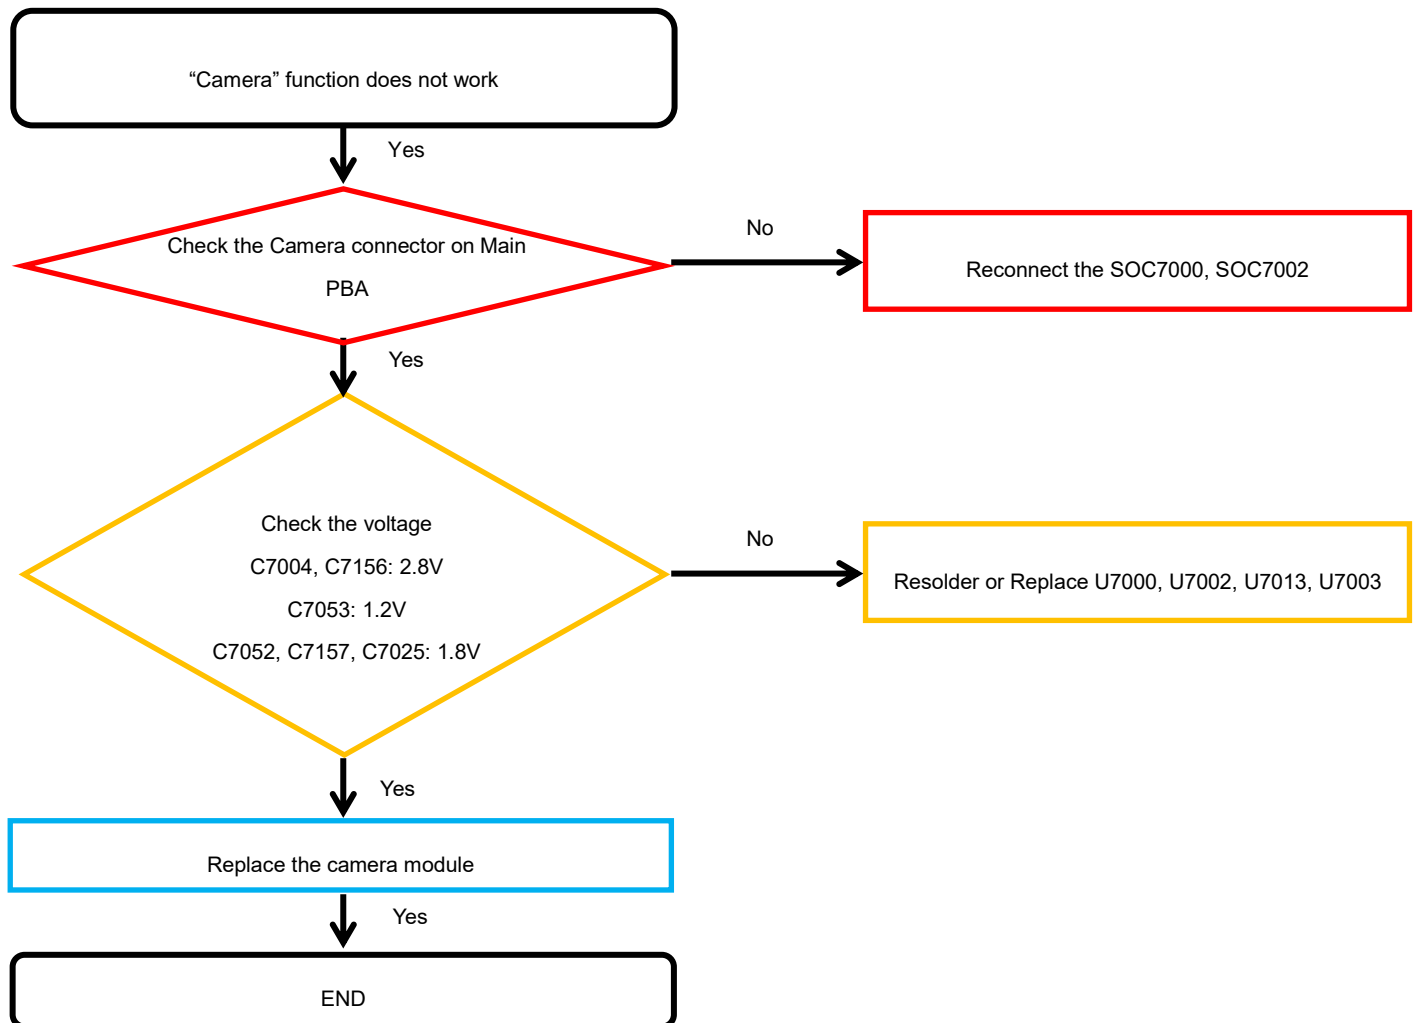 “Camera” function does not work
Yes
Check the Camera connector on Main
PBA
No
Reconnect the SOC7000, SOC7002
Yes
Check the voltage
C7004, C7156: 2.8V
C7053: 1.2V
C7052, C7157, C7025: 1.8V
No
Resolder or Replace U7000, U7002, U7013, U7003
Yes
Replace the camera module
Yes
END